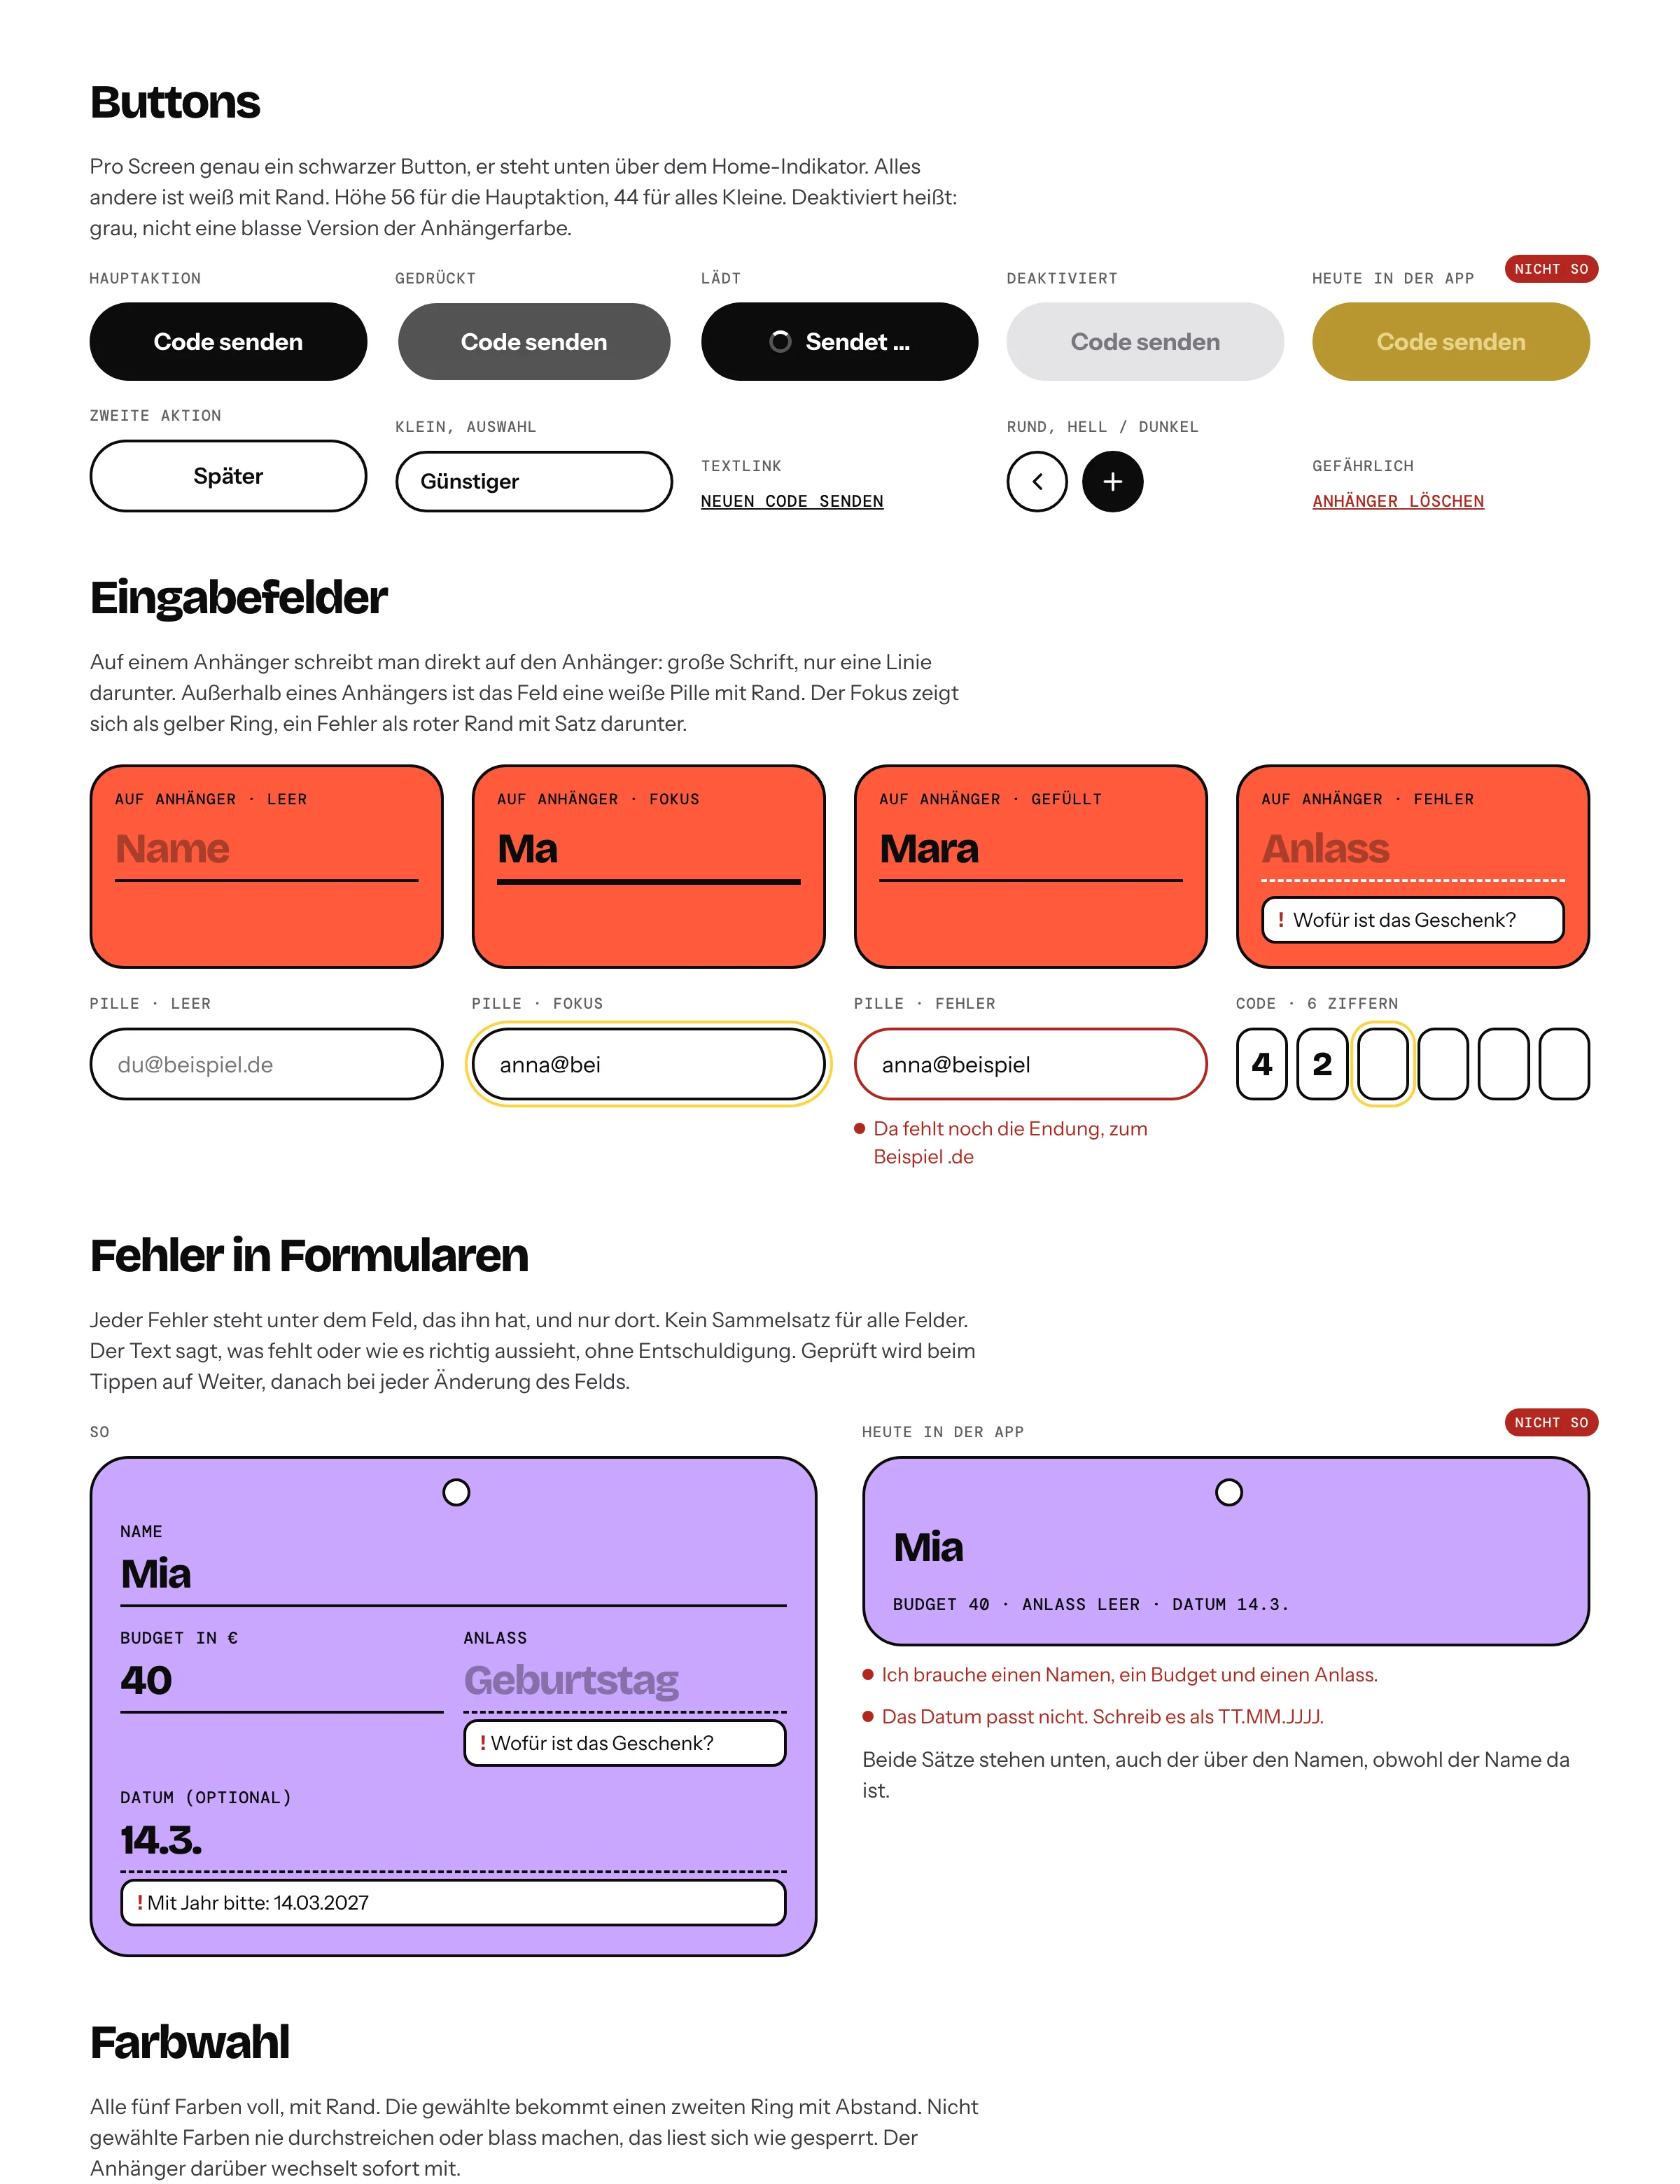 Buttons
Pro Screen genau ein schwarzer Button, er steht unten über dem Home-Indikator. Alles
andere ist weiß mit Rand. Höhe 56 für die Hauptaktion, 44 für alles Kleine. Deaktiviert heißt:
grau, nicht eine blasse Version der Anhängerfarbe.
HAUPTAKTION
GEDRÜCKT
LÄDT
DEAKTIVIERT
HEUTE IN DER APP
NICHT SO
Code senden
Code senden
Sendet ...
Code senden
Code senden
ZWEITE AKTION
KLEIN, AUSWAHL
TEXTLINK
RUND, HELL / DUNKEL
GEFÄHRLICH
Später
Günstiger
NEUEN CODE SENDEN
ANHÄNGER LÖSCHEN
Eingabefelder
Auf einem Anhänger schreibt man direkt auf den Anhänger: große Schrift, nur eine Linie
darunter. Außerhalb eines Anhängers ist das Feld eine weiße Pille mit Rand. Der Fokus zeigt
sich als gelber Ring, ein Fehler als roter Rand mit Satz darunter.
AUF ANHÄNGER · LEER
Name
AUF ANHÄNGER · FOKUS
Ma
AUF ANHÄNGER · GEFÜLLT
Mara
AUF ANHÄNGER · FEHLER
Anlass
! Wofür ist das Geschenk?
PILLE · LEER
du@beispiel.de
PILLE · FOKUS
anna@bei
PILLE · FEHLER
anna@beispiel
Da fehlt noch die Endung, zum
Beispiel .de
CODE · 6 ZIFFERN
4 2
Fehler in Formularen
Jeder Fehler steht unter dem Feld, das ihn hat, und nur dort. Kein Sammelsatz für alle Felder.
Der Text sagt, was fehlt oder wie es richtig aussieht, ohne Entschuldigung. Geprüft wird beim
Tippen auf Weiter, danach bei jeder Änderung des Felds.
SO
NAME
Mia
BUDGET IN €
40
ANLASS
Geburtstag
! Wofür ist das Geschenk?
DATUM (OPTIONAL)
14.3.
! Mit Jahr bitte: 14.03.2027
HEUTE IN DER APP
NICHT SO
Mia
BUDGET 40 · ANLASS LEER · DATUM 14.3.
Ich brauche einen Namen, ein Budget und einen Anlass.
Das Datum passt nicht. Schreib es als TT.MM.JJJJ.
Beide Sätze stehen unten, auch der über den Namen, obwohl der Name da
ist.
Farbwahl
Alle fünf Farben voll, mit Rand. Die gewählte bekommt einen zweiten Ring mit Abstand. Nicht
gewählte Farben nie durchstreichen oder blass machen, das liest sich wie gesperrt. Der
Anhänger darüber wechselt sofort mit.